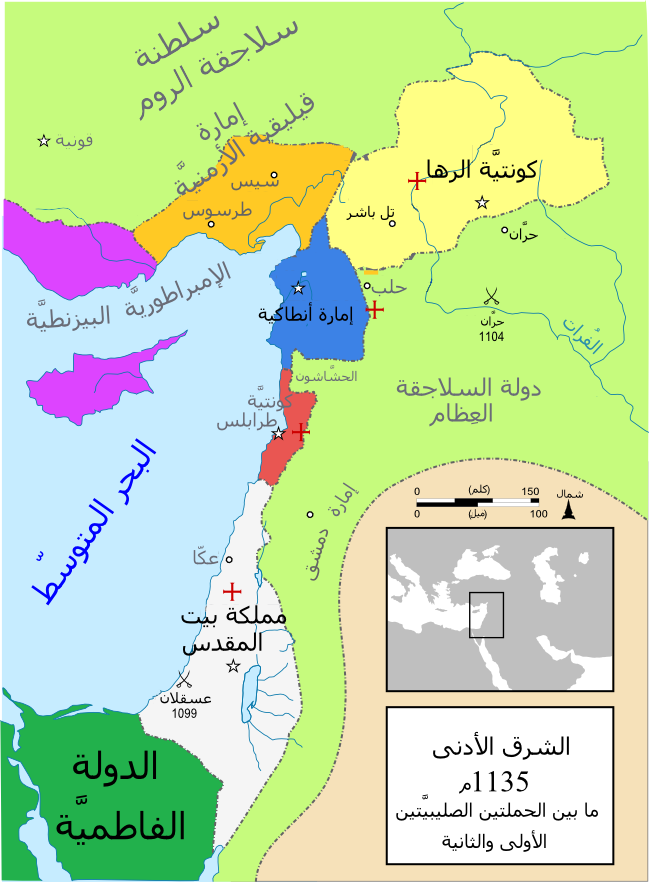 سلطنة
سلاجقة الروم
قونية
إمارة
قيليقية الأرمنيَّة
سيس
طرسوس
كونتيَّة الرها
تل باشر
حرَّان
حلب
حرَّان
1104
الفُرات
الإمبراطوريَّة البيزنطيَّة
إمارة أنطاكية
الحشَّاشون
دولة السلاجقة
العِظام
كونتيَّة
طرابلس
البحر المتوسطّ
إمارة دمشق
عكّا
مملكة بيت
المقدس
عسقلان
1099
الدولة
الفاطميَّة
0 (كلم) 150
0 (ميل) 100
شمال
الشرق الأدنى
1135م
ما بين الحملتين الصليبيَّتين
الأولى والثانية